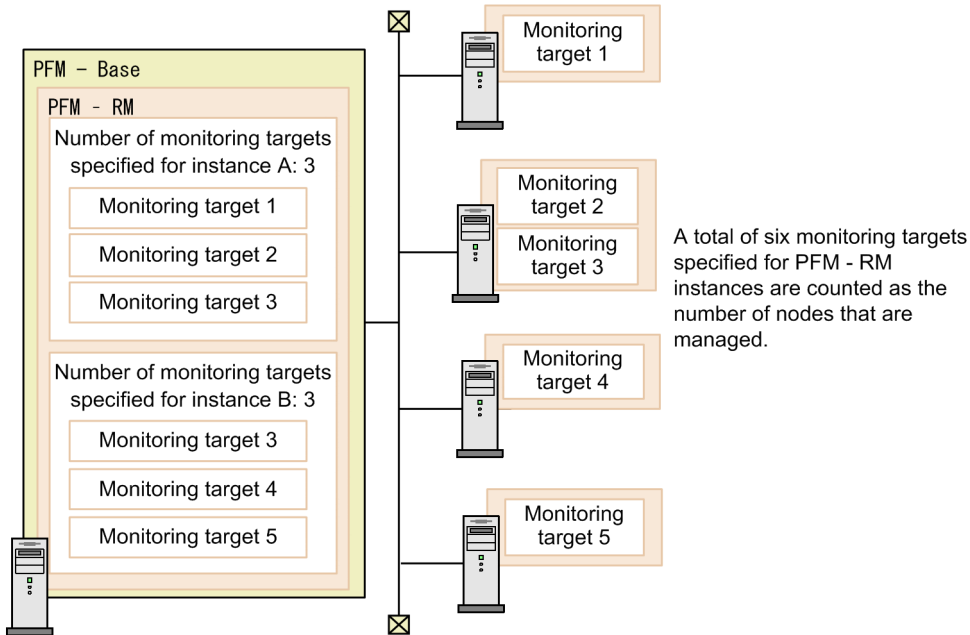 PFM - Base
PFM - RM
Number of monitoring targets
specified for instance A: 3
Monitoring target 1
Monitoring target 2
Monitoring target 3
Number of monitoring targets
specified for instance B: 3
Monitoring target 3
Monitoring target 4
Monitoring target 5
Monitoring
target 1
Monitoring
target 2
Monitoring
target 3
Monitoring
target 4
Monitoring
target 5
A total of six monitoring targets
specified for PFM - RM
instances are counted as the
number of nodes that are
managed.